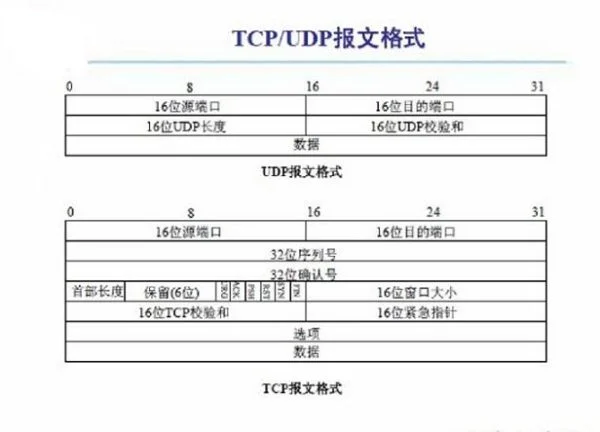 TCP/UDP报文格式
0 8 16 24 31
16位源端口 16位目的端口
16位UDP长度 16位UDP校验和
数据
UDP报文格式
0 8 16 24 31
16位源端口 16位目的端口
32位序列号
32位确认号
首部长度 保留(6位) URG ACK PSH RST SYN FIN 16位窗口大小
16位TCP校验和 16位紧急指针
选项
数据
TCP报文格式